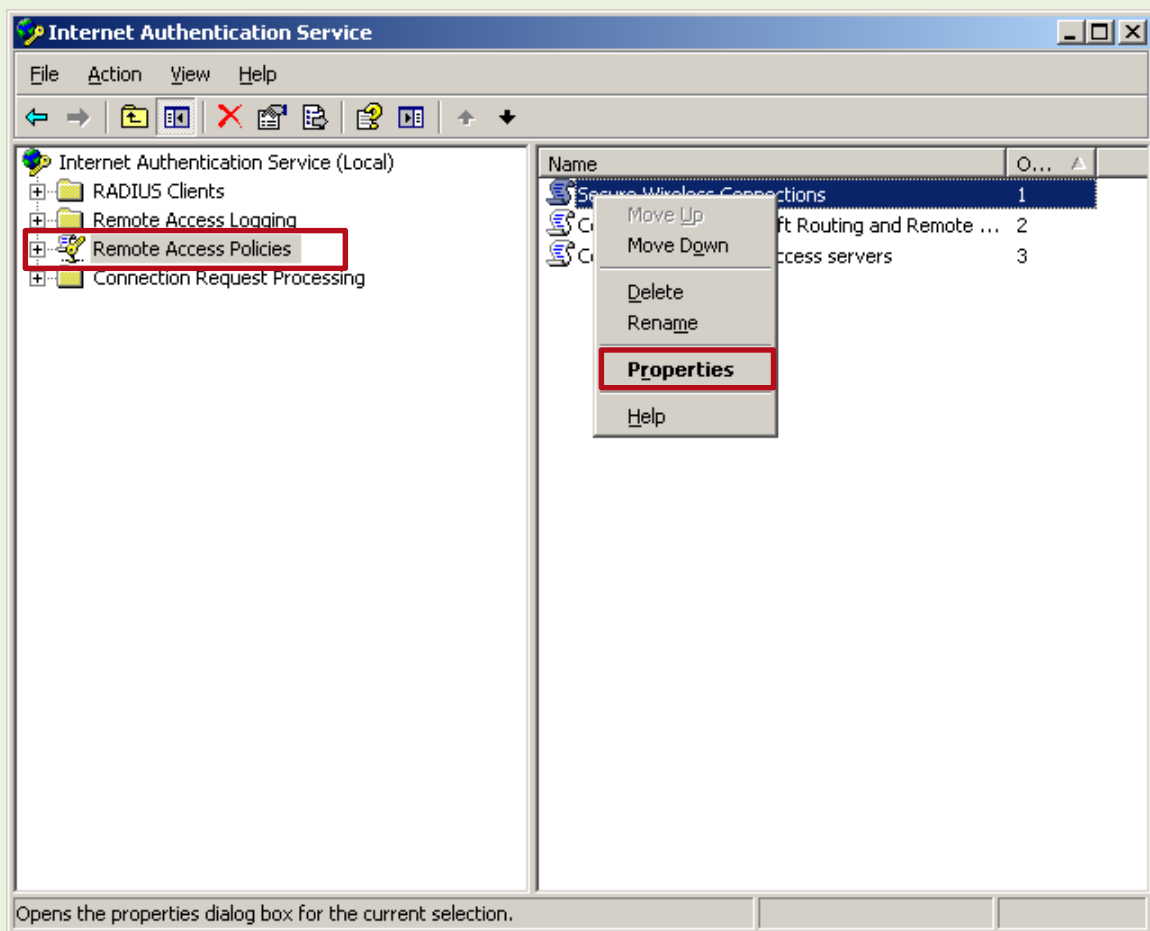 Internet Authentication Service
File Action View Help
Internet Authentication Service (Local)
RADIUS Clients
Remote Access Logging
Remote Access Policies
Connection Request Processing
Name O...
Secure Wireless Connections 1
ft Routing and Remote ... 2
ccess servers 3
Move Up
Move Down
Delete
Rename
Properties
Help
Opens the properties dialog box for the current selection.